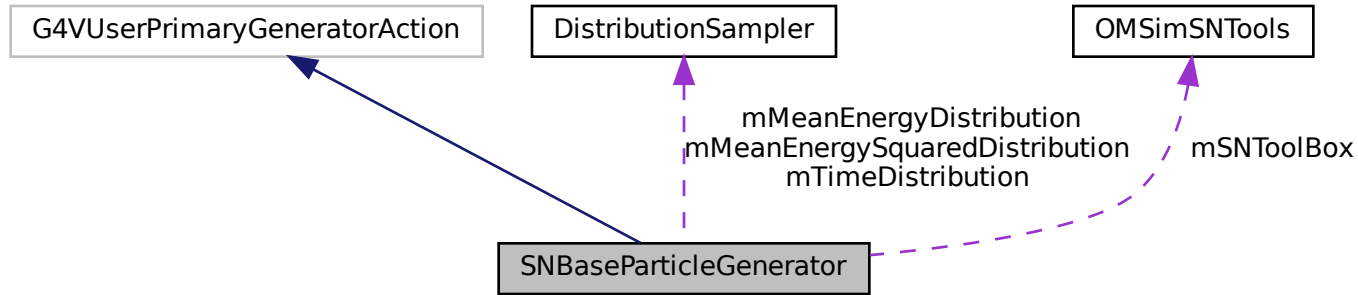 G4VUserPrimaryGeneratorAction
DistributionSampler
OMSimSNTools
mMeanEnergyDistribution
mMeanEnergySquaredDistribution
mTimeDistribution
mSNToolBox
SNBaseParticleGenerator